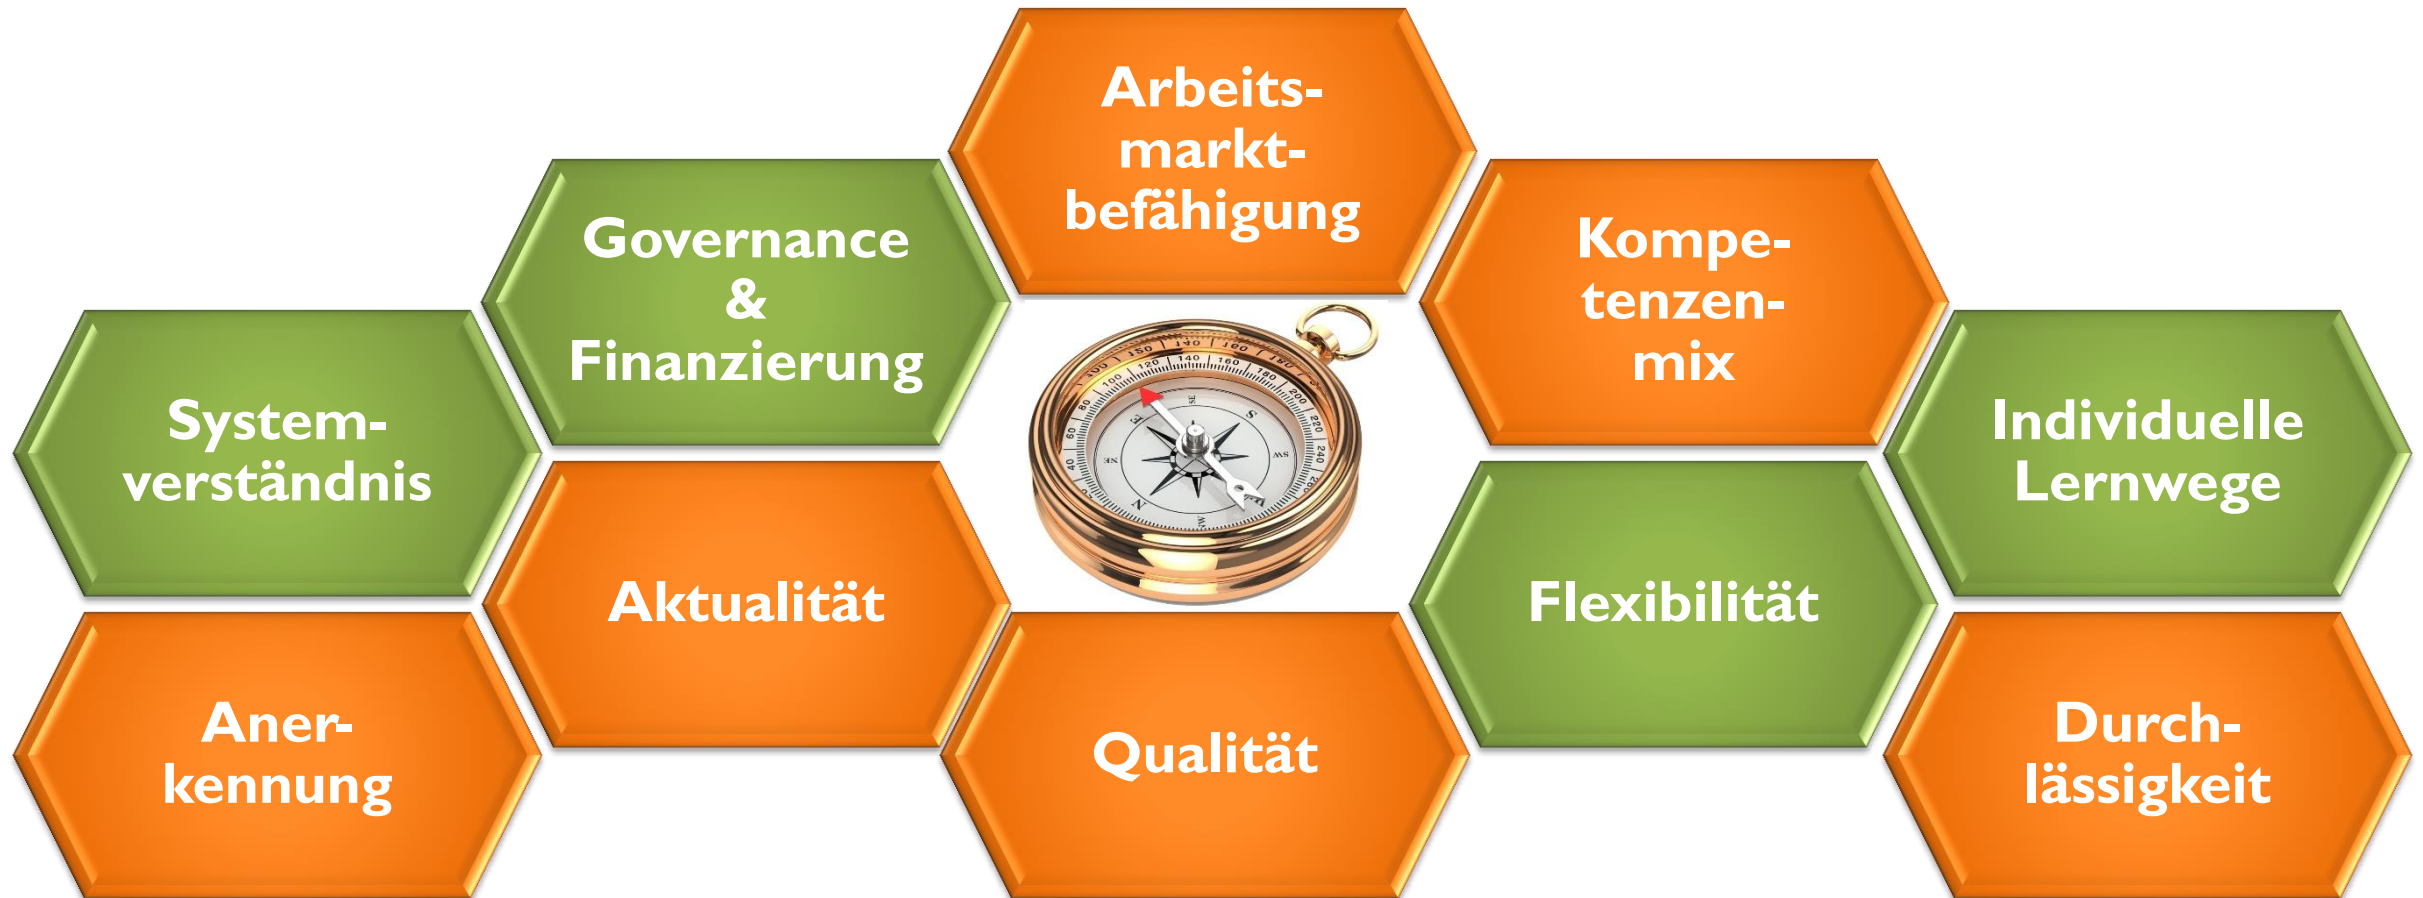 Arbeits-
markt-
befähigung
Governance
&
Finanzierung
Kompe-
tenzen-
mix
System-
verständnis
Individuelle
Lernwege
Aktualität
Flexibilität
Aner-
kennung
Qualität
Durch-
lässigkeit